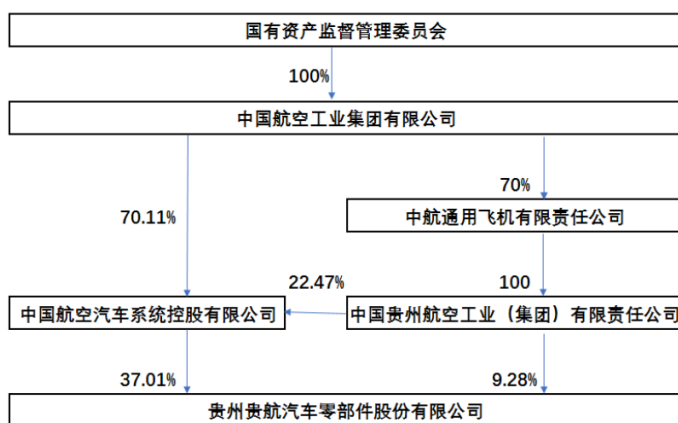 国有资产监督管理委员会
100%
中国航空工业集团有限公司
70%
中航通用飞机有限责任公司
70.11%
22.47%
100
中国航空汽车系统控股有限公司
中国贵州航空工业（集团）有限责任公司
37.01%
9.28%
贵州贵航汽车零部件股份有限公司